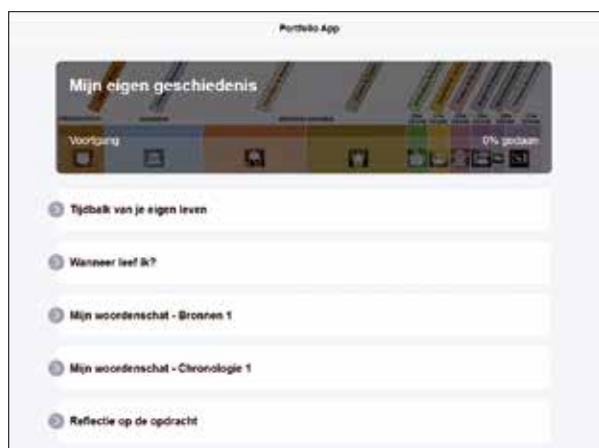 Portfolio App
Mijn eigen geschiedenis
Voortgang
0% gedaan
Tijdbalk van je eigen leven
Wanneer leef ik?
Mijn woordenschat - Bronnen 1
Mijn woordenschat - Chronologie 1
Reflectie op de opdracht